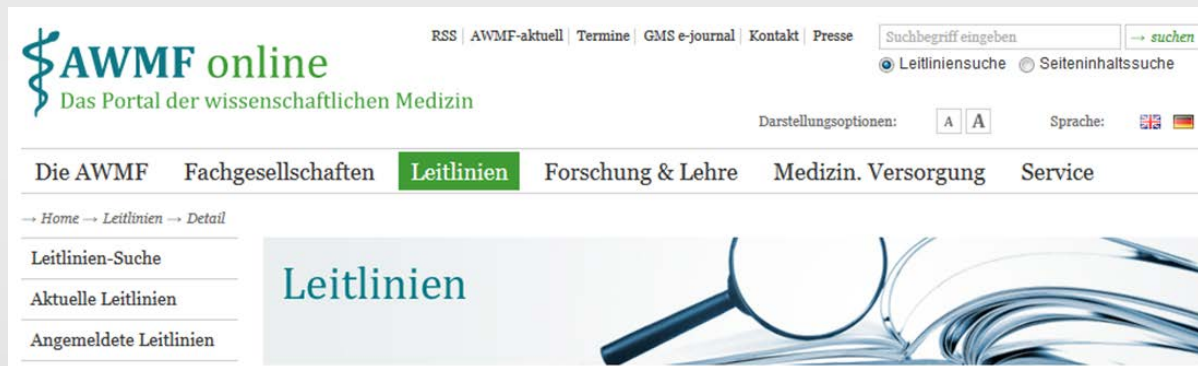 RSS | AWMF-aktuell | Termine | GMS e-journal | Kontakt | Presse
Suchbegriff eingeben
→ suchen
Leitliniensuche Seiteninhaltssuche
AWMF online
Das Portal der wissenschaftlichen Medizin
Darstellungsoptionen: A A Sprache:
Die AWMF Fachgesellschaften Leitlinien Forschung & Lehre Medizin. Versorgung Service
→ Home → Leitlinien → Detail
Leitlinien-Suche
Aktuelle Leitlinien
Angemeldete Leitlinien
Leitlinien